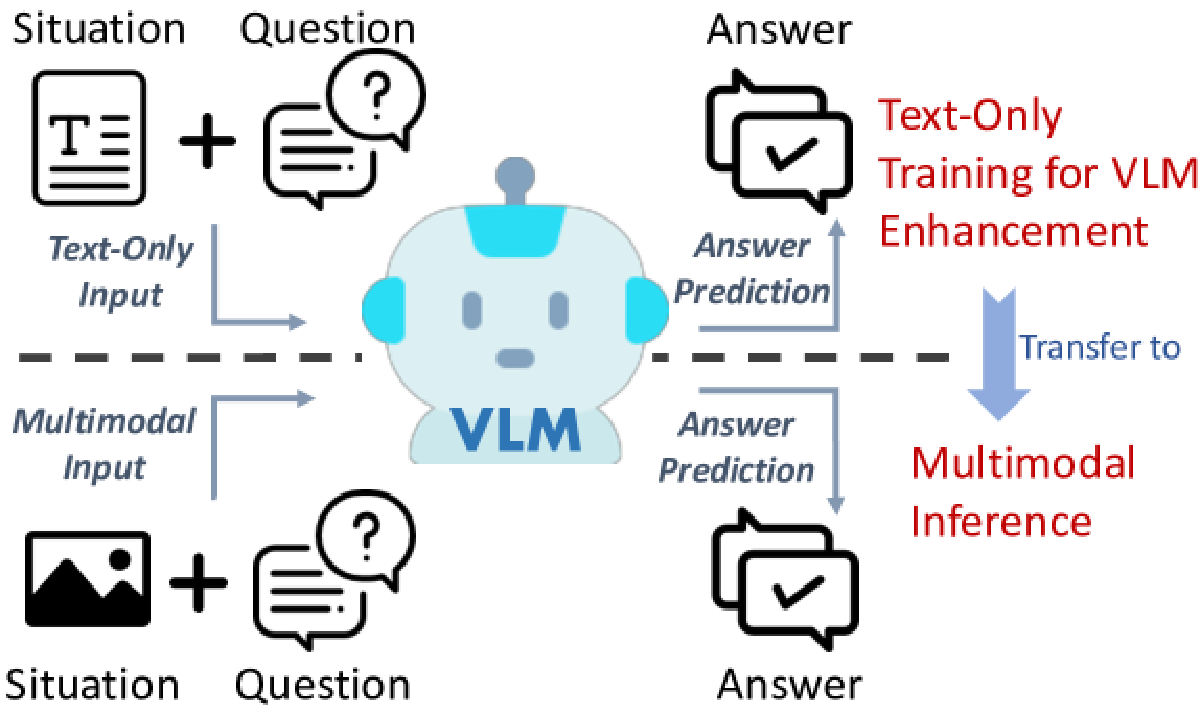 Situation
Question
Answer
T
?
Text-Only
Training for VLM
Enhancement
Text-Only
Input
Answer
Prediction
Transfer to
VLM
Multimodal
Input
Answer
Prediction
Multimodal
Inference
?
Situation
Question
Answer